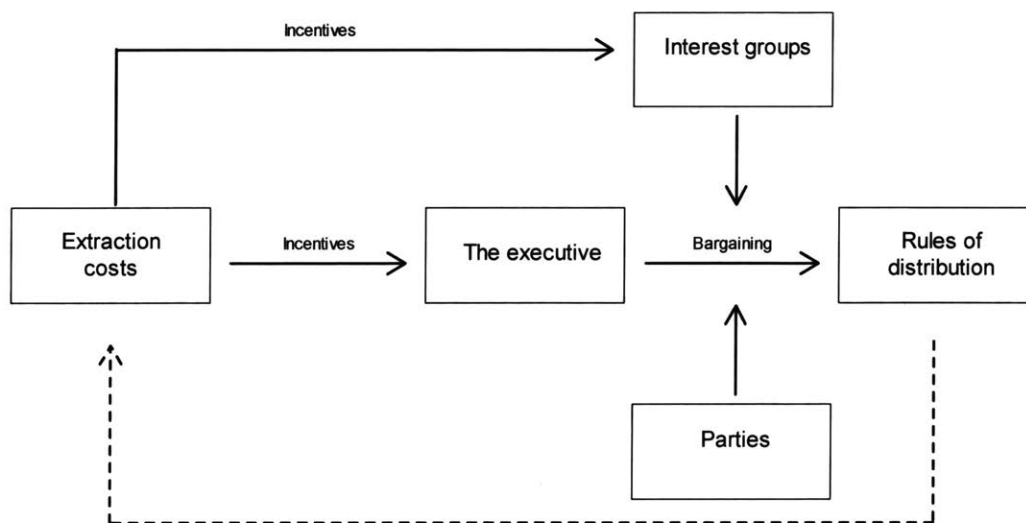 Incentives
Interest groups
Extraction
costs
Incentives
The executive
Bargaining
Rules of
distribution
Parties